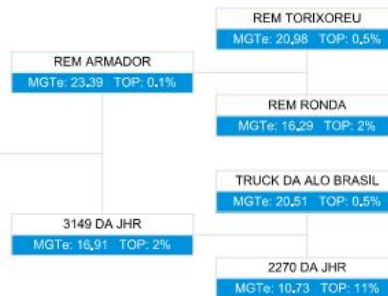 REM TORIXOREU
MGTe: 20,98 TOP: 0,5%
REM ARMADOR
MGTe: 23,39 TOP: 0,1%
REM RONDA
MGTe: 16,29 TOP: 2%
TRUCK DA ALO BRASIL
MGTe: 20,51 TOP: 0,5%
3149 DA JHR
MGTe: 16,91 TOP: 2%
2270 DA JHR
MGTe: 10,73 TOP: 11%